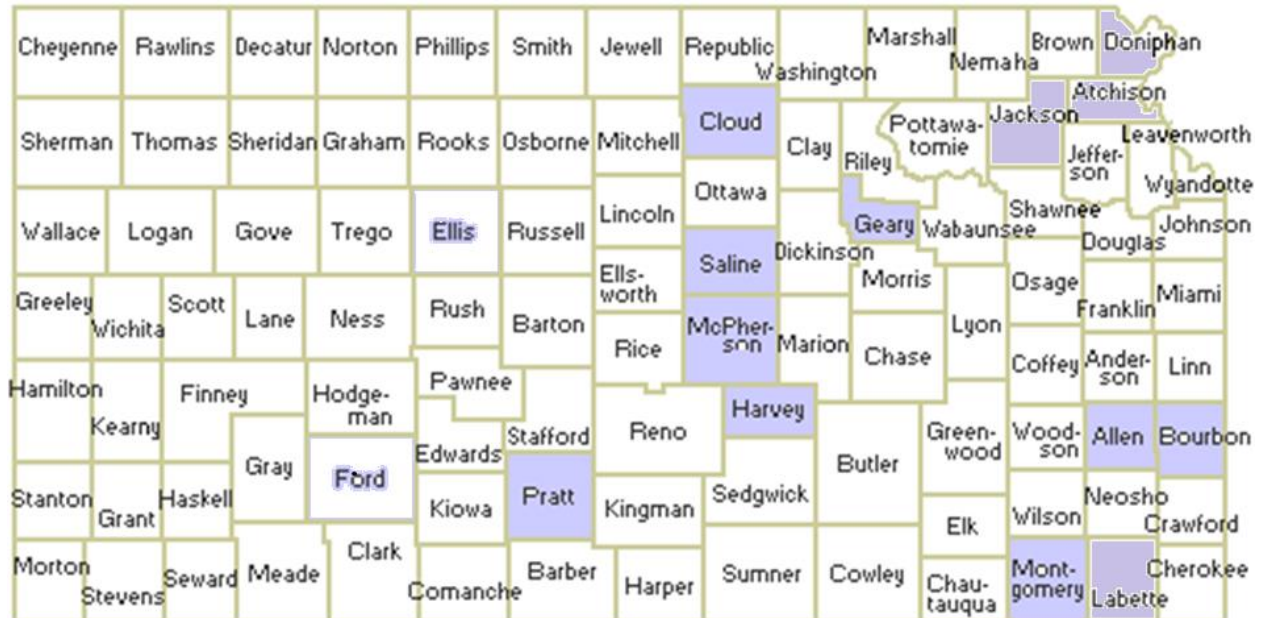 Cheyenne Rawlins Decatur Norton Phillips Smith Jewell Republic Washington Marshall Nemaha Brown Doniphan
Sherman Thomas Sheridan Graham Rooks Osborne Mitchell Cloud Clay Riley Pottawa-
tomie Jackson Atchison
Jeffer-
son Leavenworth Wyandotte
Wallace Logan Gove Trego Ellis Russell Lincoln Ottawa Geary Wabaunsee Shawnee Douglas Johnson
Greeley Wichita Scott Lane Ness Rush Barton Ells-
worth Saline Dickinson Morris Osage Franklin Miami
Rice McPher-
son Marion Chase Lyon Coffey Ander-
son Linn
Hamilton Kearny Finney Hodge-
man Pawnee Stafford Reno Harvey
Gray Ford Edwards Pratt Kingman Sedgwick Butler Green-
wood Wood-
son Allen Bourbon
Stanton Grant Haskell Kiowa Elk Wilson Neosho Crawford
Morton Stevens Seward Meade Clark Comanche Barber Harper Sumner Cowley Chau-
tauqua Mont-
gomery Labette Cherokee